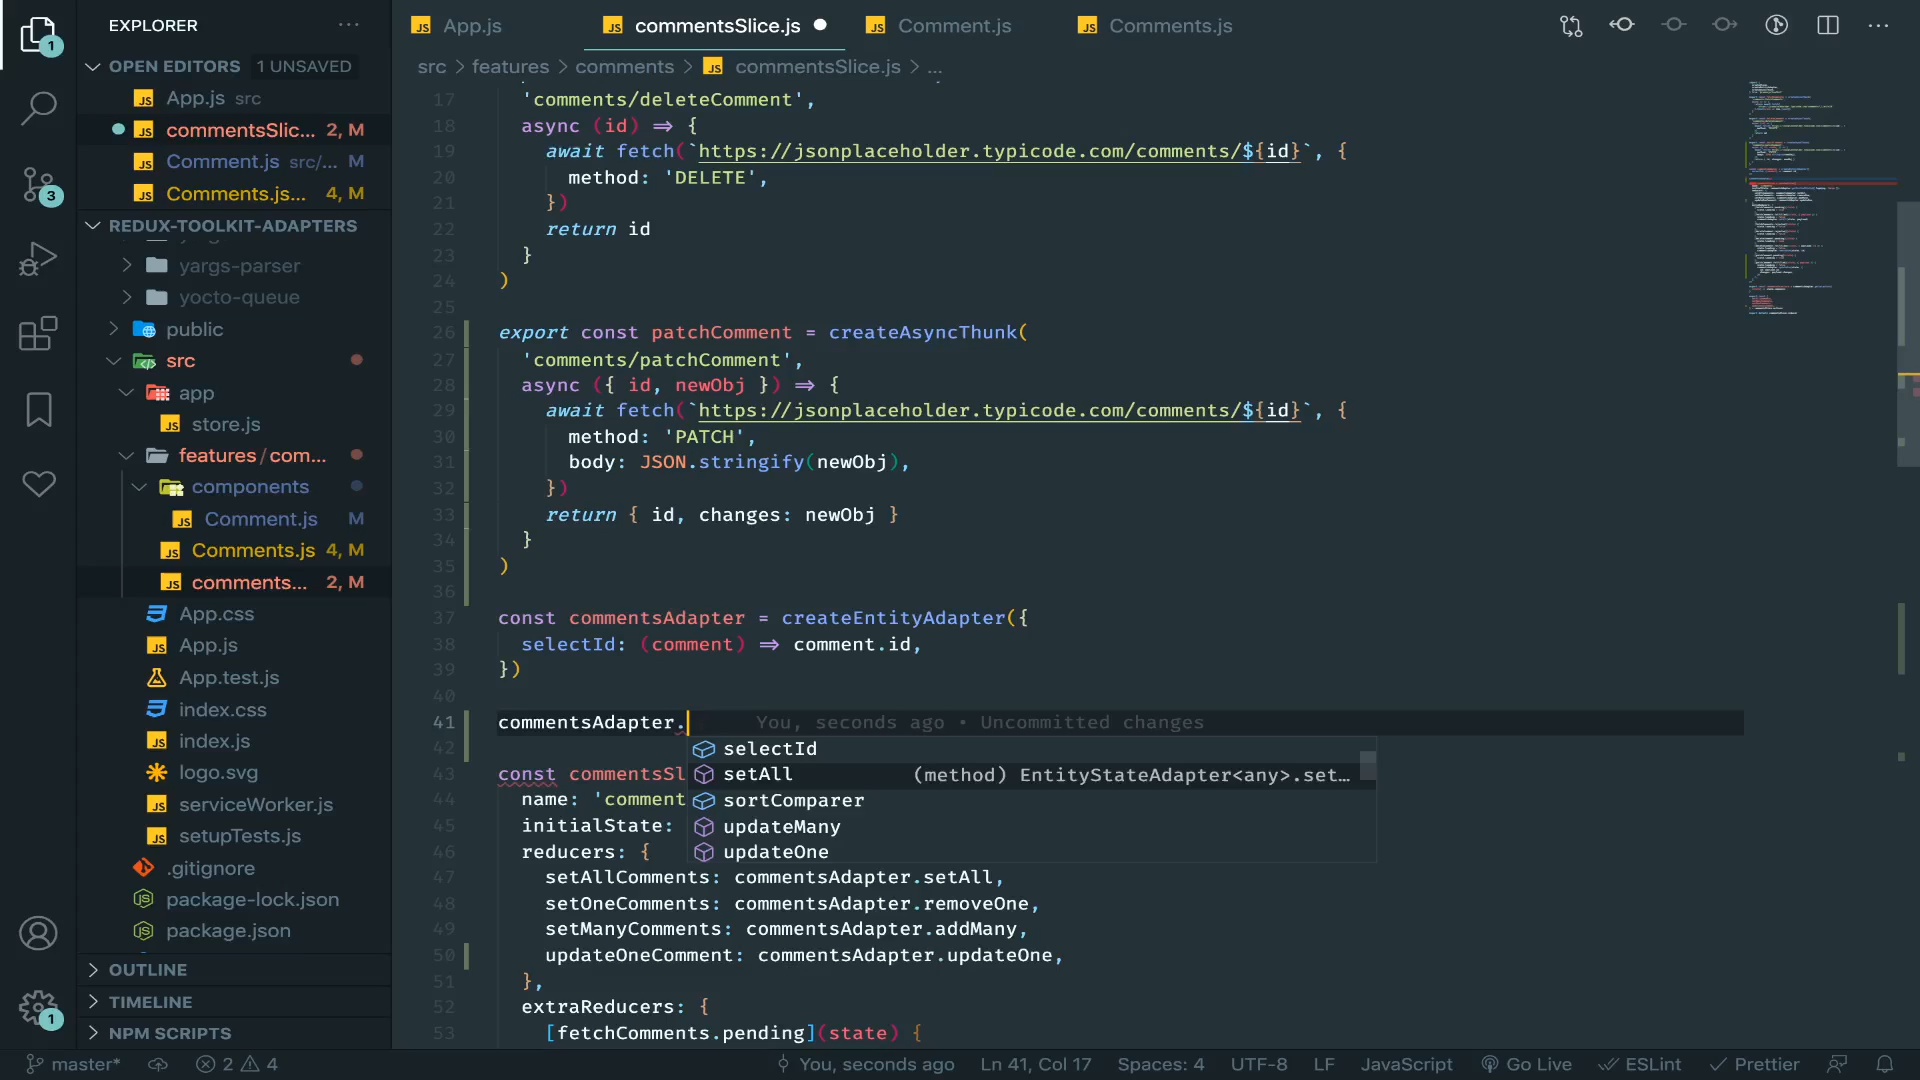 EXPLORER
App.js
commentsSlice.js
Comment.js
Comments.js
src > features > comments > commentsSlice.js > ...
OPEN EDITORS 1 UNSAVED
App.js src
commentsSlic... 2, M
Comment.js src/... M
Comments.js... 4, M
REDUX-TOOLKIT-ADAPTERS
yargs-parser
yocto-queue
public
src
app
store.js
features/com...
components
Comment.js M
Comments.js 4, M
comments... 2, M
App.css
App.js
App.test.js
index.css
index.js
logo.svg
serviceWorker.js
setupTests.js
.gitignore
package-lock.json
package.json
OUTLINE
TIMELINE
NPM SCRIPTS
1
3
1
17 'comments/deleteComment',
18 async (id) => {
19 await fetch(`https://jsonplaceholder.typicode.com/comments/${id}`, {
20 method: 'DELETE',
21 })
22 return id
23 }
24 )
25
26 export const patchComment = createAsyncThunk(
27 'comments/patchComment',
28 async ({ id, newObj }) => {
29 await fetch(`https://jsonplaceholder.typicode.com/comments/${id}`, {
30 method: 'PATCH',
31 body: JSON.stringify(newObj),
32 })
33 return { id, changes: newObj }
34 }
35 )
36
37 const commentsAdapter = createEntityAdapter({
38 selectId: (comment) => comment.id,
39 })
40
41 commentsAdapter. You, seconds ago • Uncommitted changes
42 selectId
43 const commentsSl setAll (method) EntityStateAdapter<any>.set...
44 name: 'comment sortComparer
45 initialState: updateMany
46 reducers: { updateOne
47 setAllComments: commentsAdapter.setAll,
48 setOneComments: commentsAdapter.removeOne,
49 setManyComments: commentsAdapter.addMany,
50 updateOneComment: commentsAdapter.updateOne,
51 },
52 extraReducers: {
53 [fetchComments.pending](state) {
master* 2 4 You, seconds ago Ln 41, Col 17 Spaces: 4 UTF-8 LF JavaScript Go Live ESLint Prettier